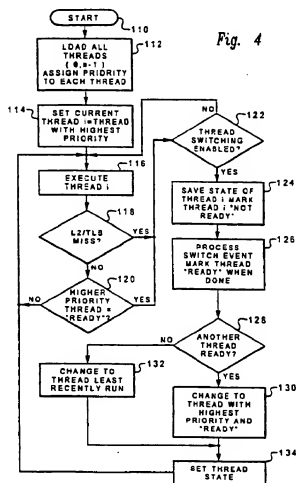 START
110
Fig. 4
LOAD ALL
THREADS
(0,n-1)
ASSIGN PRIORITY
TO EACH THREAD
112
114
SET CURRENT
THREAD i=THREAD
WITH HIGHEST
PRIORITY
116
EXECUTE
THREAD i
118
L2/TLB
MISS?
YES
NO
120
HIGHER
PRIORITY
THREAD =
"READY"?
NO
YES
NO
122
THREAD
SWITCHING
ENABLED?
YES
124
SAVE STATE OF
THREAD i MARK
THREAD i "NOT
READY"
126
PROCESS
SWITCH EVENT
MARK THREAD
"READY" WHEN
DONE
128
NO
ANOTHER
THREAD
READY?
YES
132
CHANGE TO
THREAD LEAST
RECENTLY RUN
130
CHANGE TO
THREAD WITH
HIGHEST
PRIORITY AND
"READY"
134
SET THREAD
STATE